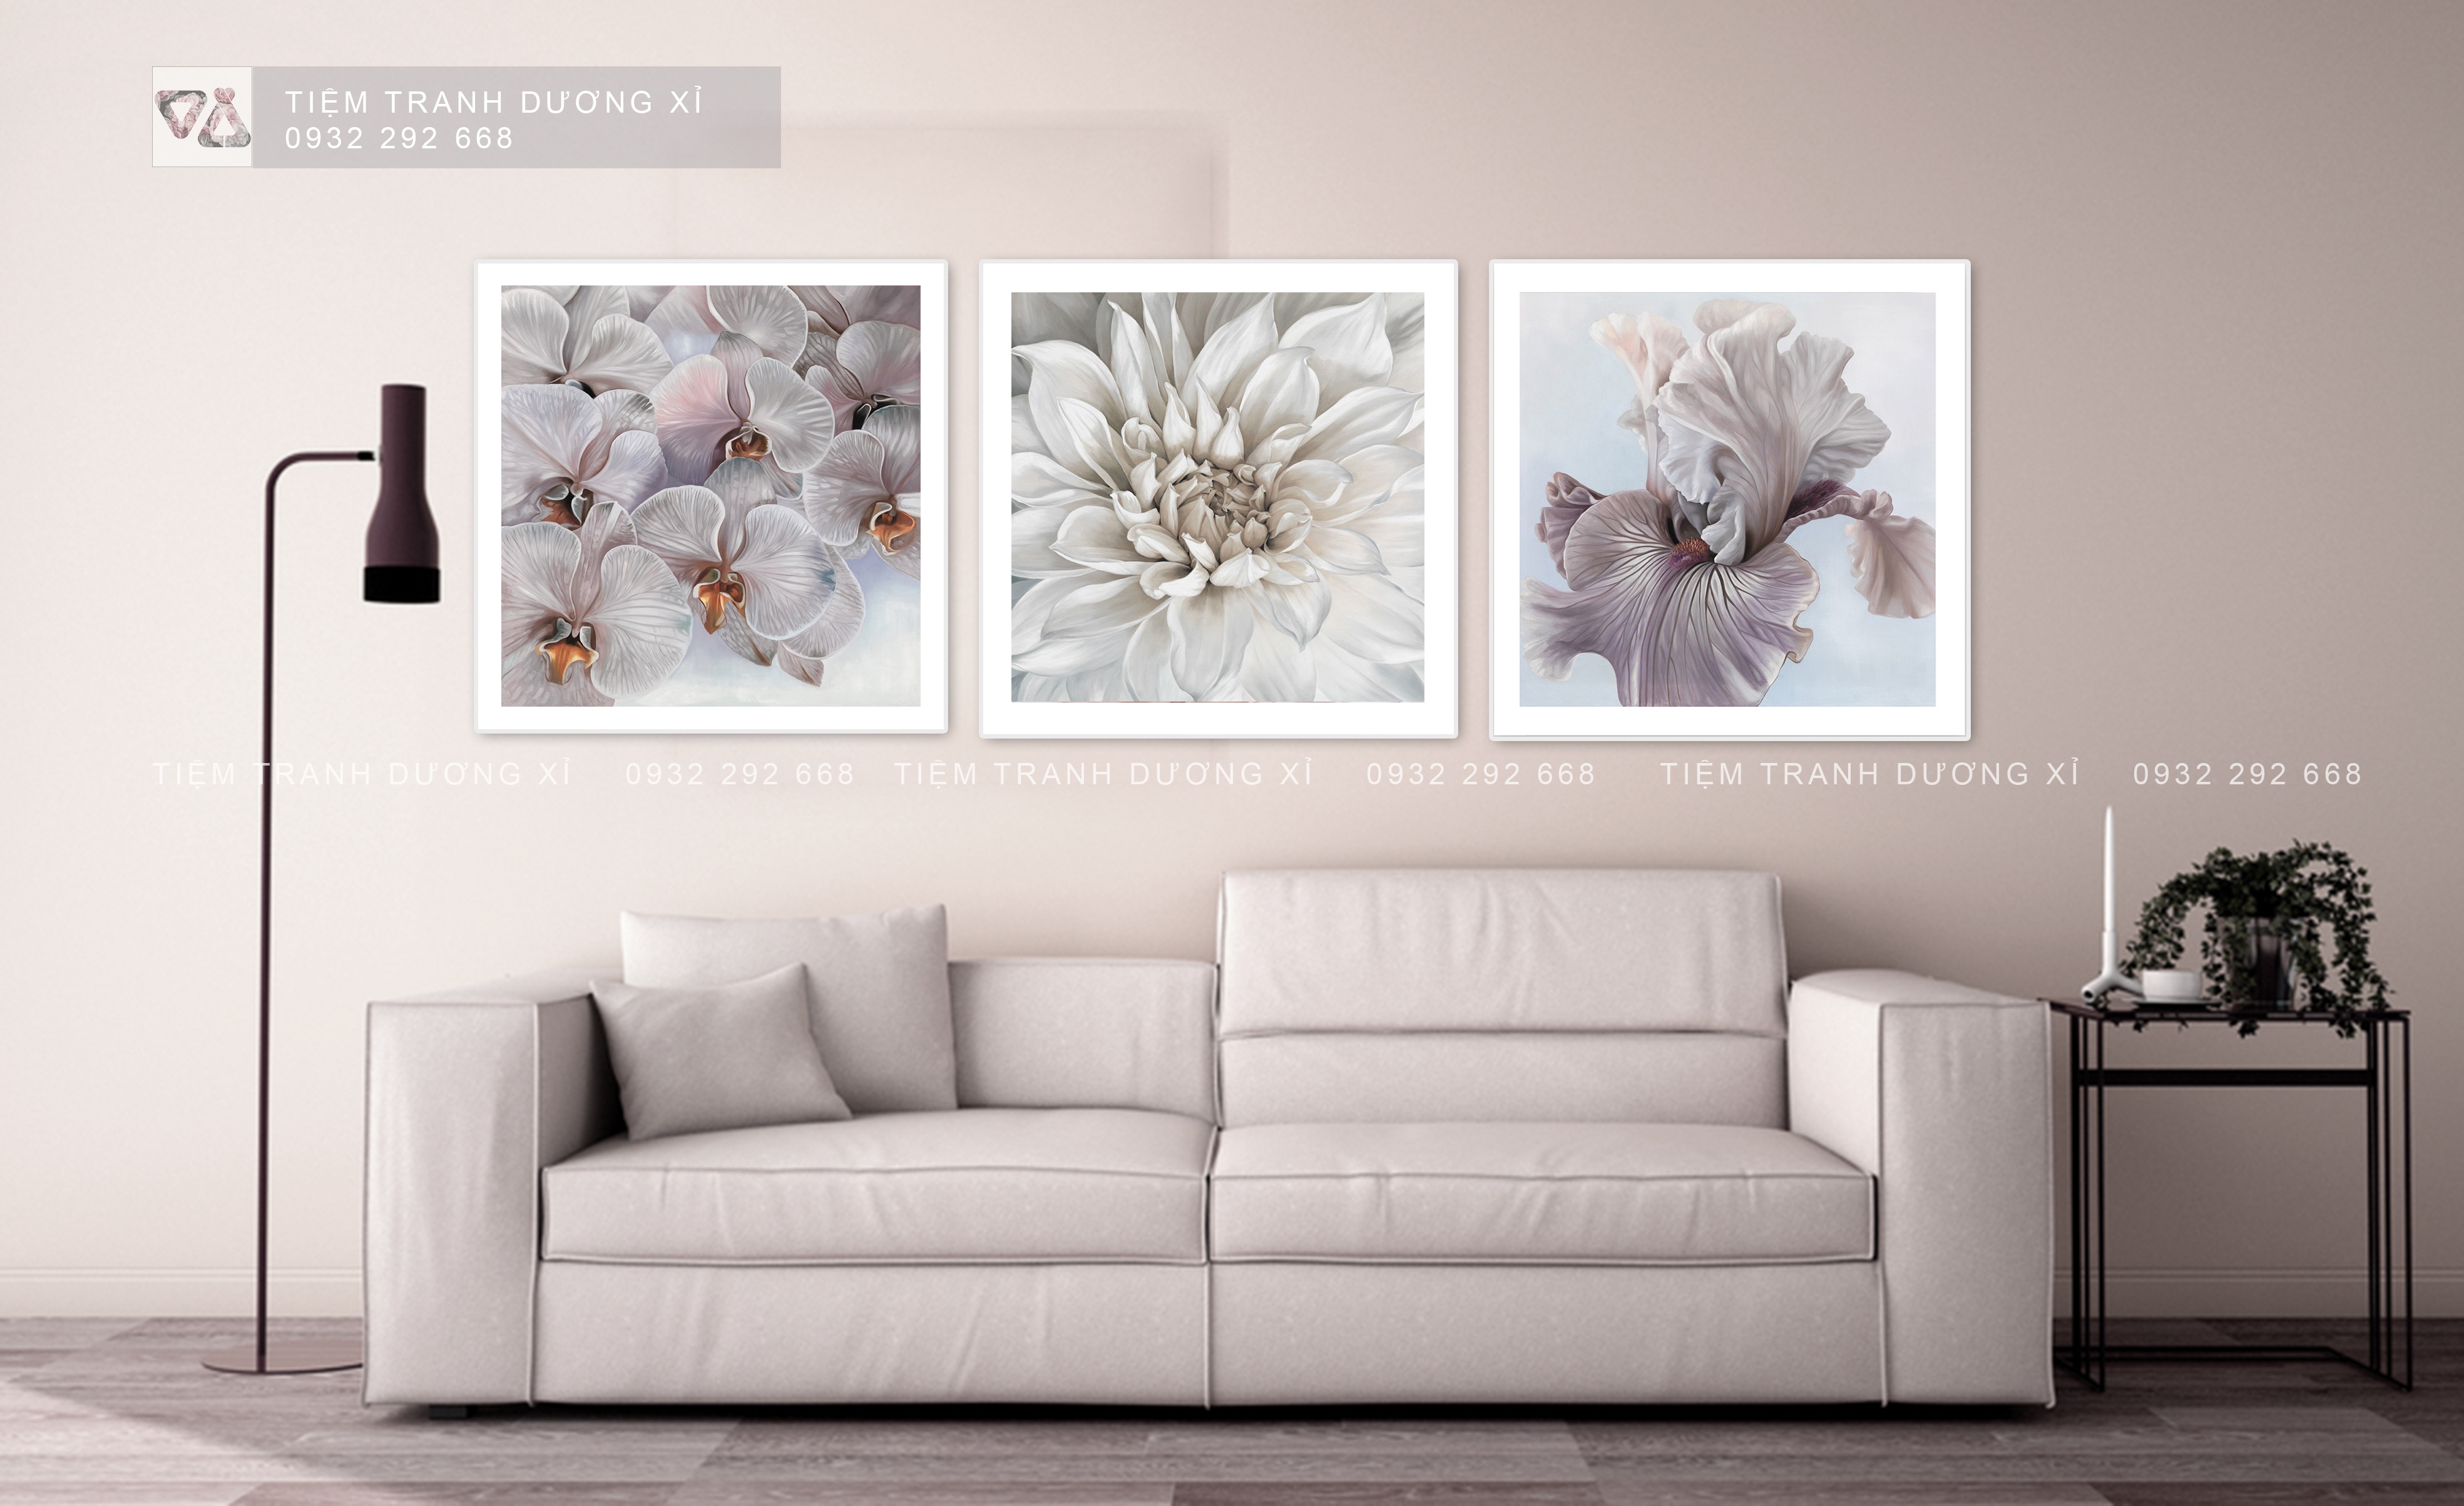 TIỆM TRANH DƯƠNG XỈ
0932 292 668
TIỆM TRANH DƯƠNG XỈ 0932 292 668 TIỆM TRANH DƯƠNG XỈ 0932 292 668 TIỆM TRANH DƯƠNG XỈ 0932 292 668